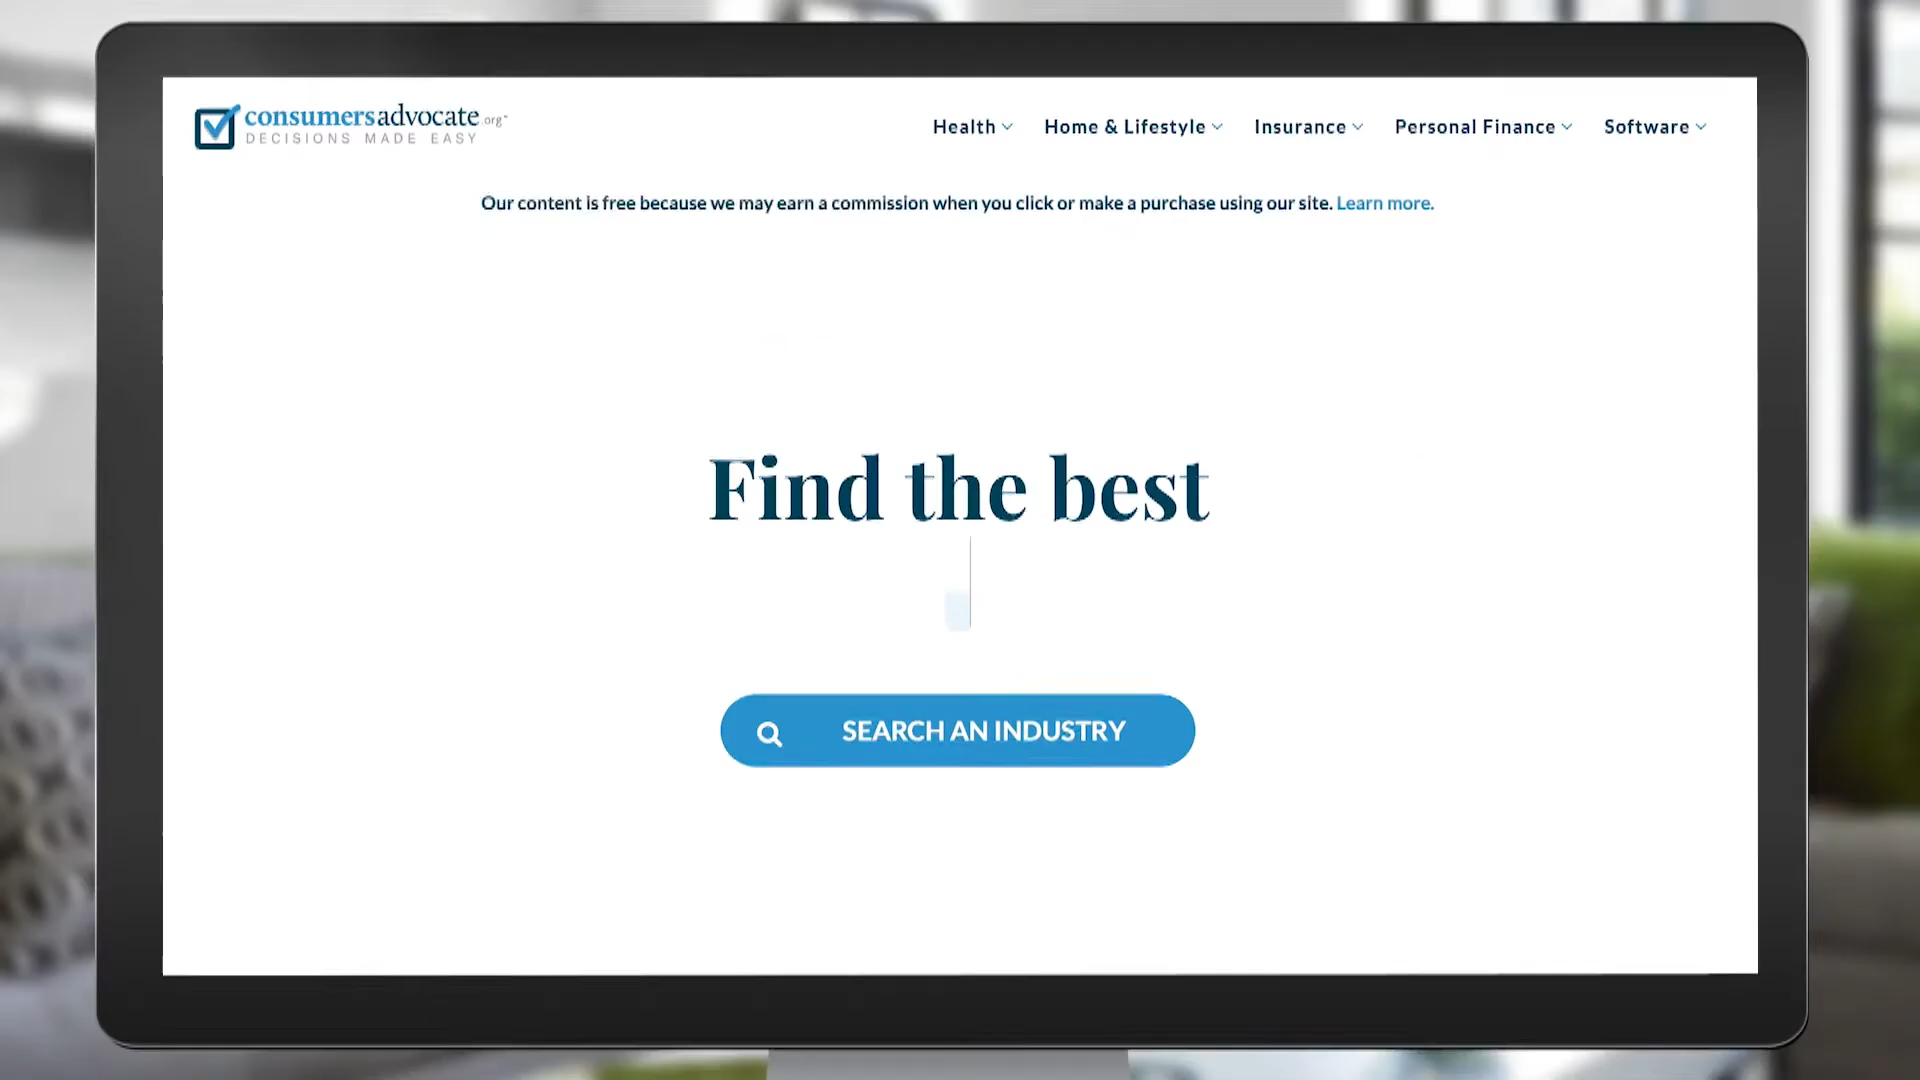 consumersadvocate.org™
DECISIONS MADE EASY
Health Home & Lifestyle Insurance Personal Finance Software
Our content is free because we may earn a commission when you click or make a purchase using our site. Learn more.
Find the best
SEARCH AN INDUSTRY